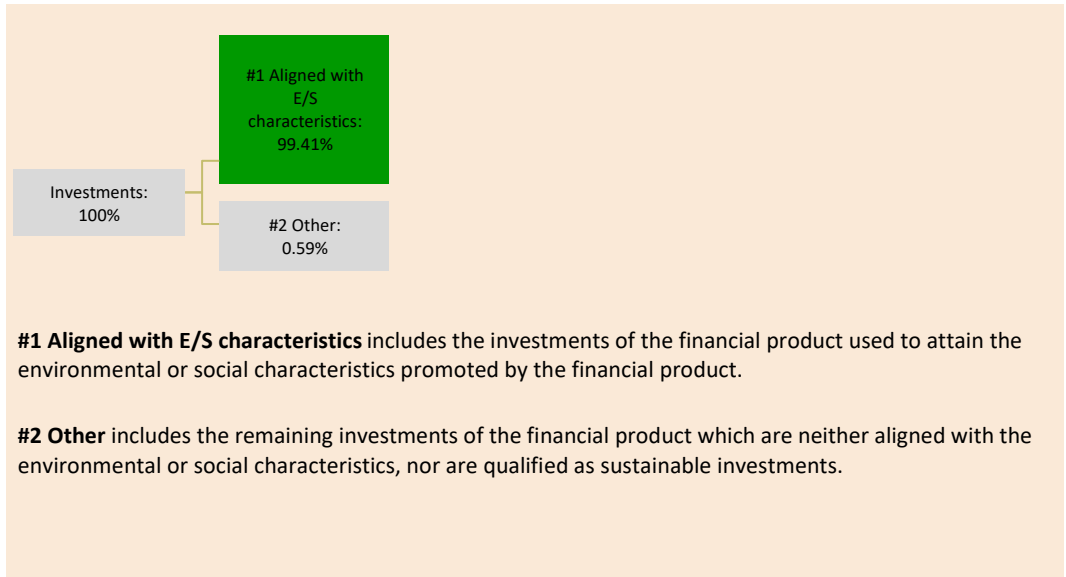 #1 Aligned with
E/S
characteristics:
99.41%
Investments:
100%
#2 Other:
0.59%
#1 Aligned with E/S characteristics includes the investments of the financial product used to attain the
environmental or social characteristics promoted by the financial product.
#2 Other includes the remaining investments of the financial product which are neither aligned with the
environmental or social characteristics, nor are qualified as sustainable investments.